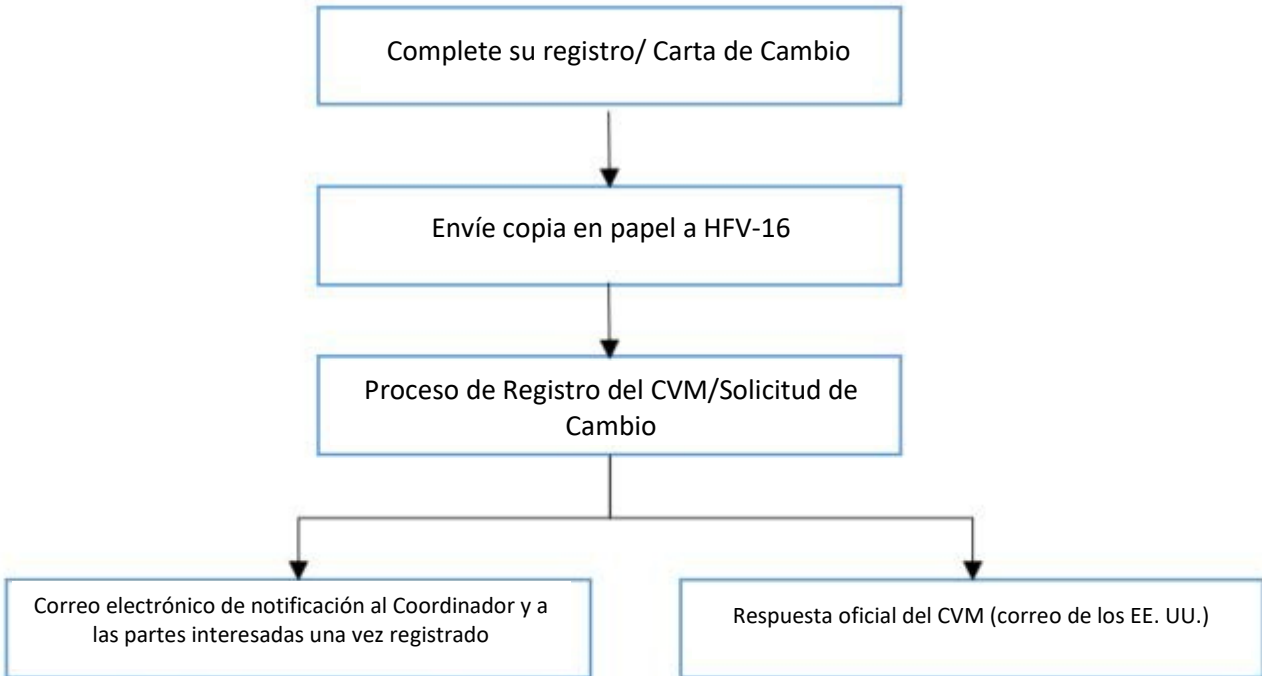 Complete su registro/ Carta de Cambio
Envíe copia en papel a HFV-16
Proceso de Registro del CVM/Solicitud de
Cambio
Correo electrónico de notificación al Coordinador y a
las partes interesadas una vez registrado
Respuesta oficial del CVM (correo de los EE. UU.)